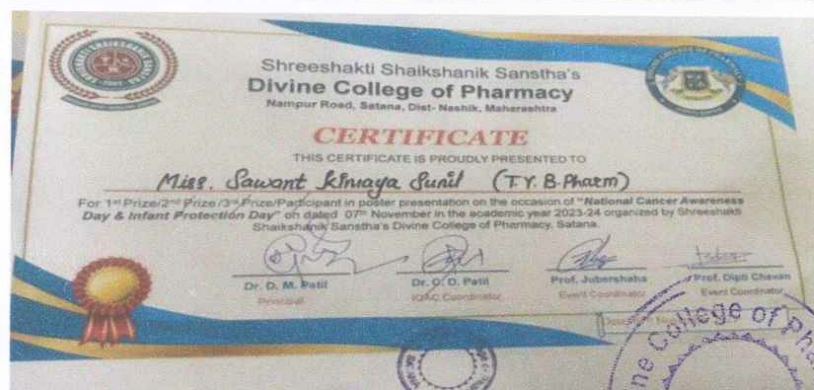 Shreeshakti Shaikshanik Sanstha's
Divine College of Pharmacy
Nampur Road, Satana, Dist- Nashik, Maharashtra
CERTIFICATE
THIS CERTIFICATE IS PROUDLY PRESENTED TO
Miss. Sawant Kimaya Sunil (T.Y. B-Pharm)
For 1st Prize/2nd Prize/3rd Prize/Participant in poster presentation on the occasion of "National Cancer Awareness
Day & Infant Protection Day" on dated 07th November in the academic year 2023-24 organized by Shreeshakti
Shaikshanik Sanstha's Divine College of Pharmacy, Satana.
Dr. D. M. Patil Dr. C. D. Patil Prof. Jubershaha Prof. Dipti Chavan
Principal IQAC Coordinator Event Coordinator Event Coordinator
College of